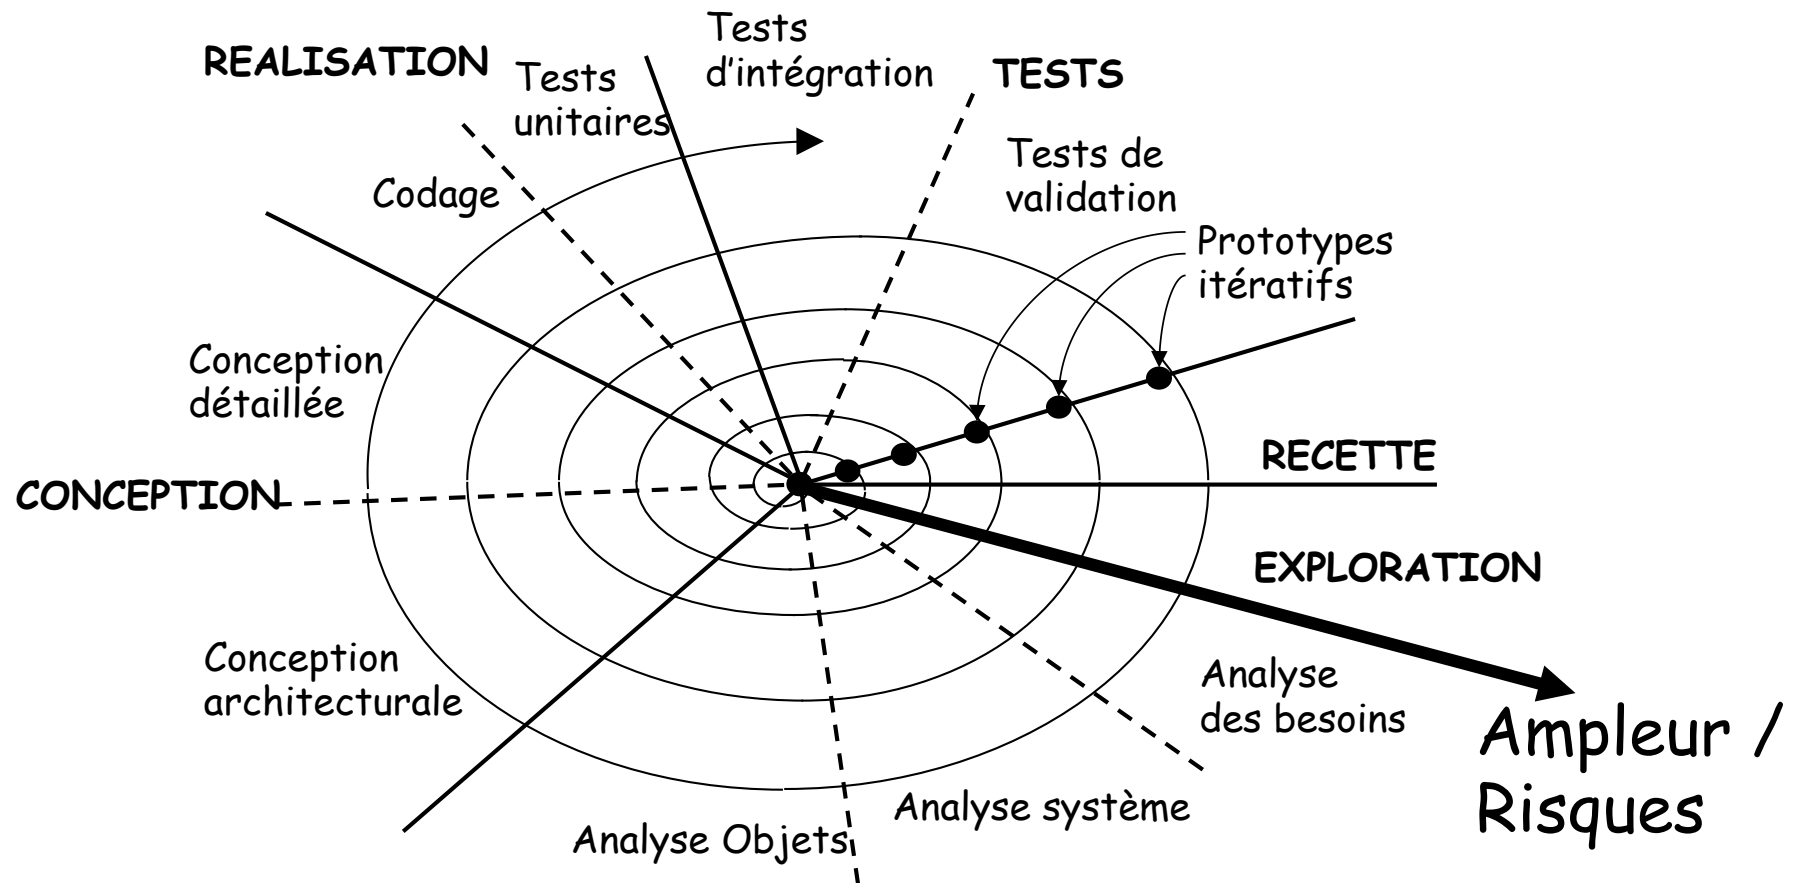 REALISATION
Tests
unitaires
Tests
d'intégration
TESTS
Tests de
validation
Codage
Prototypes
itératifs
Conception
détaillée
RECETTE
CONCEPTION
EXPLORATION
Conception
architecturale
Analyse
des besoins
Ampleur /
Risques
Analyse système
Analyse Objets